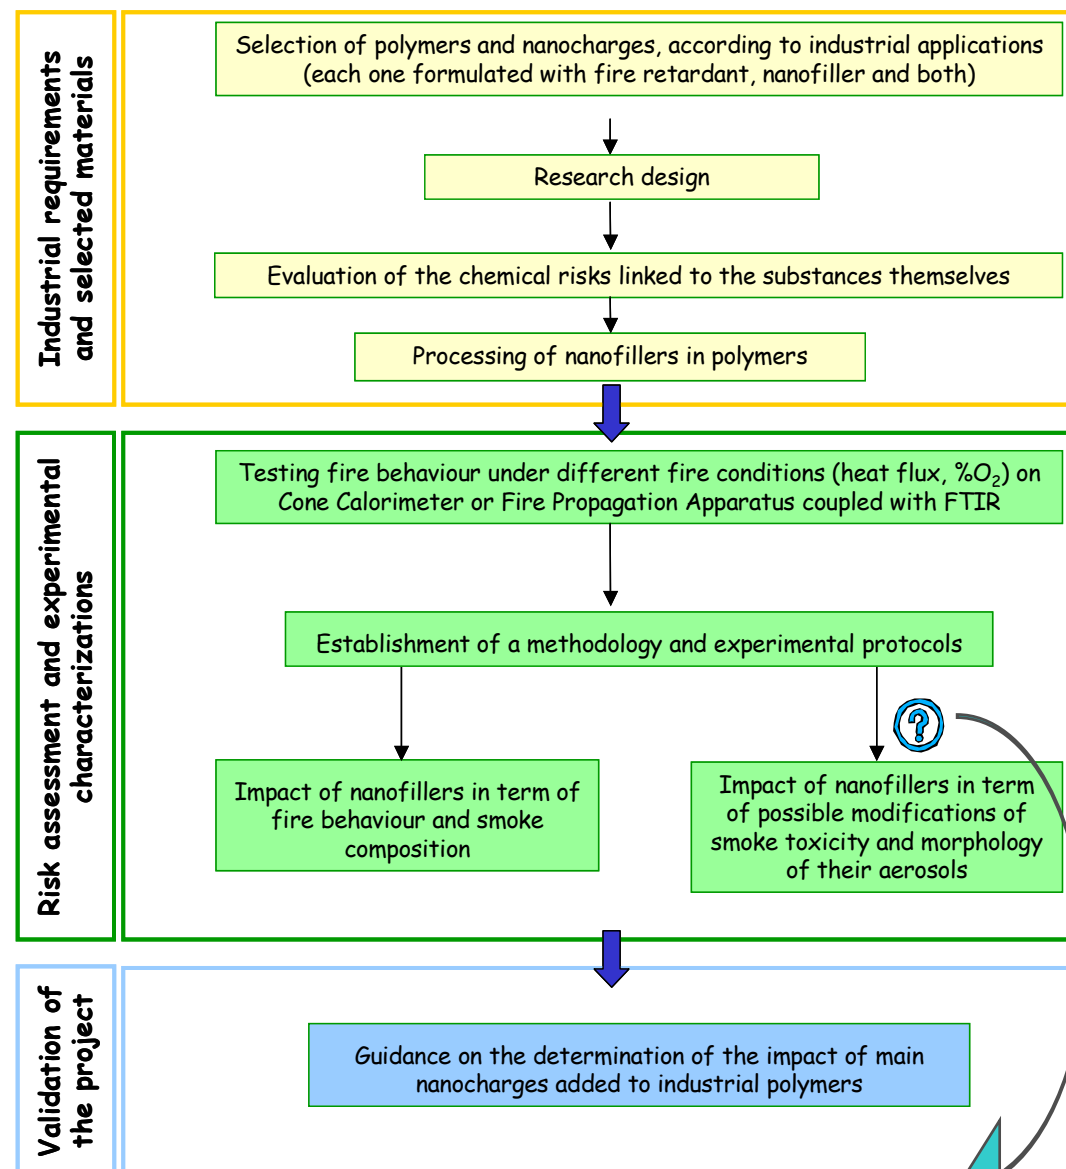 Industrial requirements
and selected materials
Selection of polymers and nanocharges, according to industrial applications
(each one formulated with fire retardant, nanofiller and both)
Research design
Evaluation of the chemical risks linked to the substances themselves
Processing of nanofillers in polymers
Risk assessment and experimental
characterizations
Testing fire behaviour under different fire conditions (heat flux, %O₂) on
Cone Calorimeter or Fire Propagation Apparatus coupled with FTIR
Establishment of a methodology and experimental protocols
?
Impact of nanofillers in term of
fire behaviour and smoke
composition
Impact of nanofillers in term
of possible modifications of
smoke toxicity and morphology
of their aerosols
Validation of
the project
Guidance on the determination of the impact of main
nanocharges added to industrial polymers